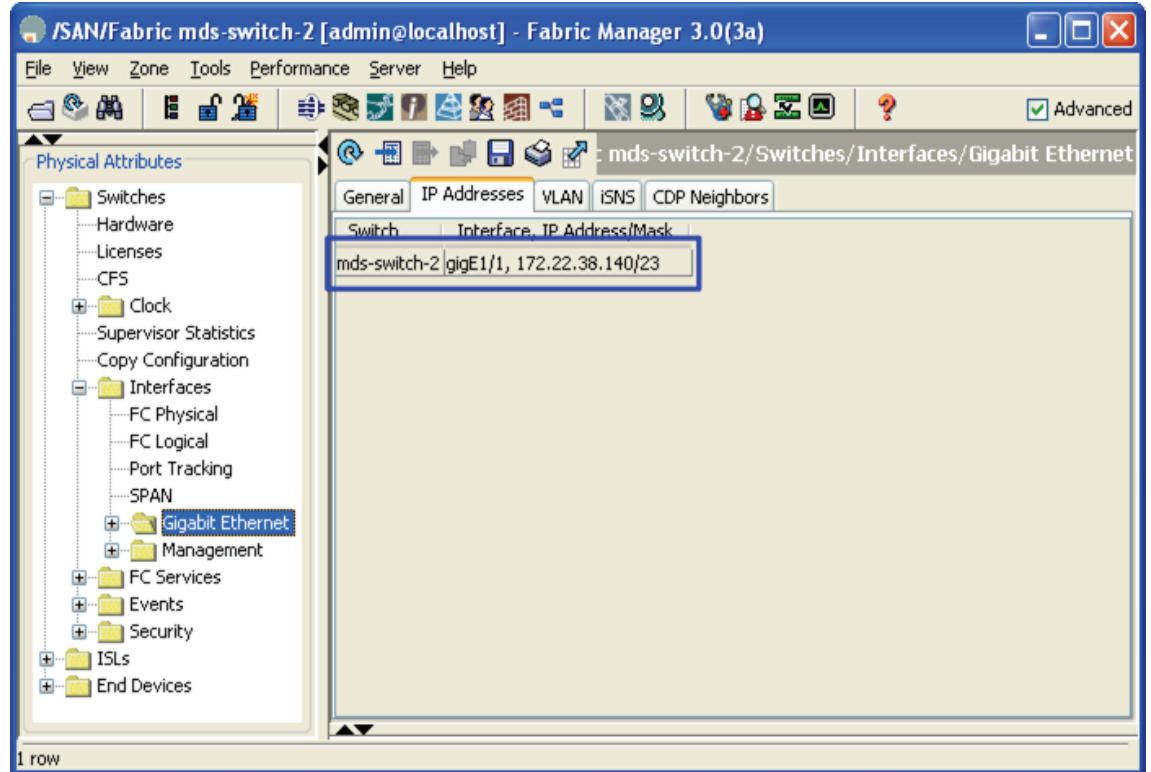 /SAN/Fabric mds-switch-2 [admin@localhost] - Fabric Manager 3.0(3a)
File View Zone Tools Performance Server Help
Advanced
Physical Attributes
Switches
Hardware
Licenses
CFS
Clock
Supervisor Statistics
Copy Configuration
Interfaces
FC Physical
FC Logical
Port Tracking
SPAN
Gigabit Ethernet
Management
FC Services
Events
Security
ISLs
End Devices
: mds-switch-2/Switches/Interfaces/Gigabit Ethernet
General IP Addresses VLAN iSNS CDP Neighbors
Switch Interface, IP Address/Mask
mds-switch-2 gigE1/1, 172.22.38.140/23
1 row